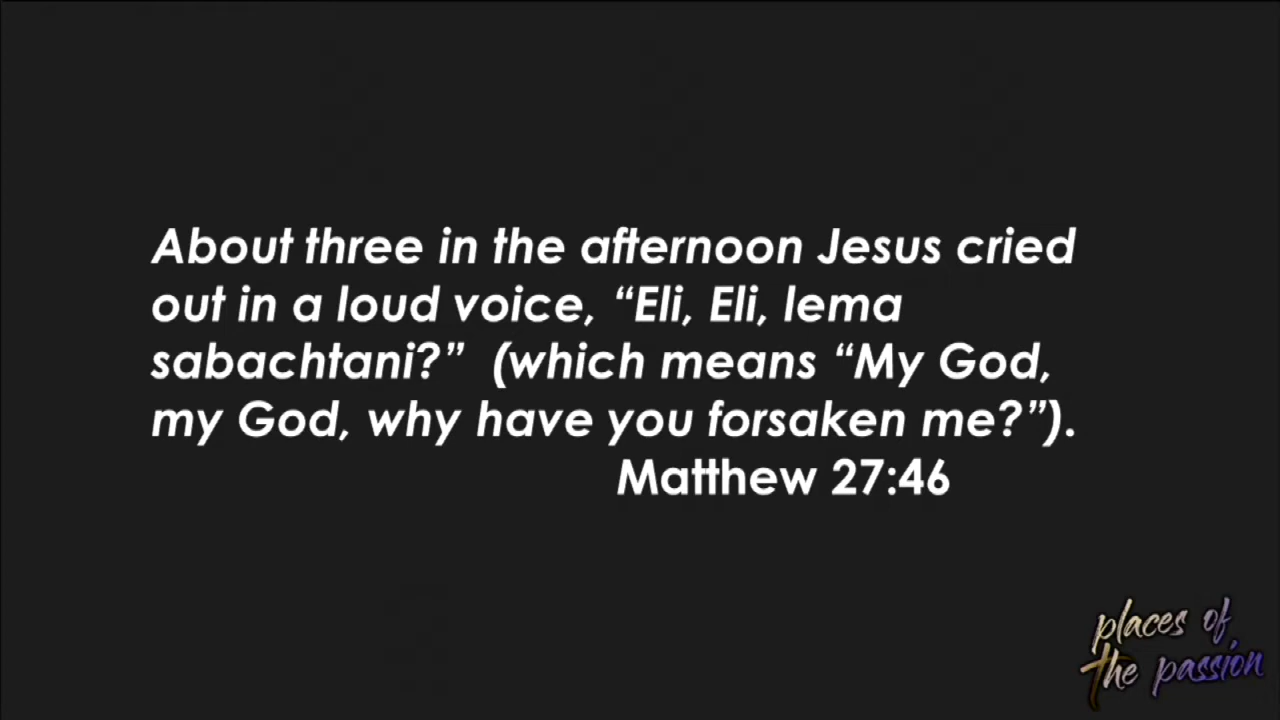 About three in the afternoon Jesus cried
out in a loud voice, “Eli, Eli, lema
sabachtani?”  (which means “My God,
my God, why have you forsaken me?”).
Matthew 27:46
places of
the passion